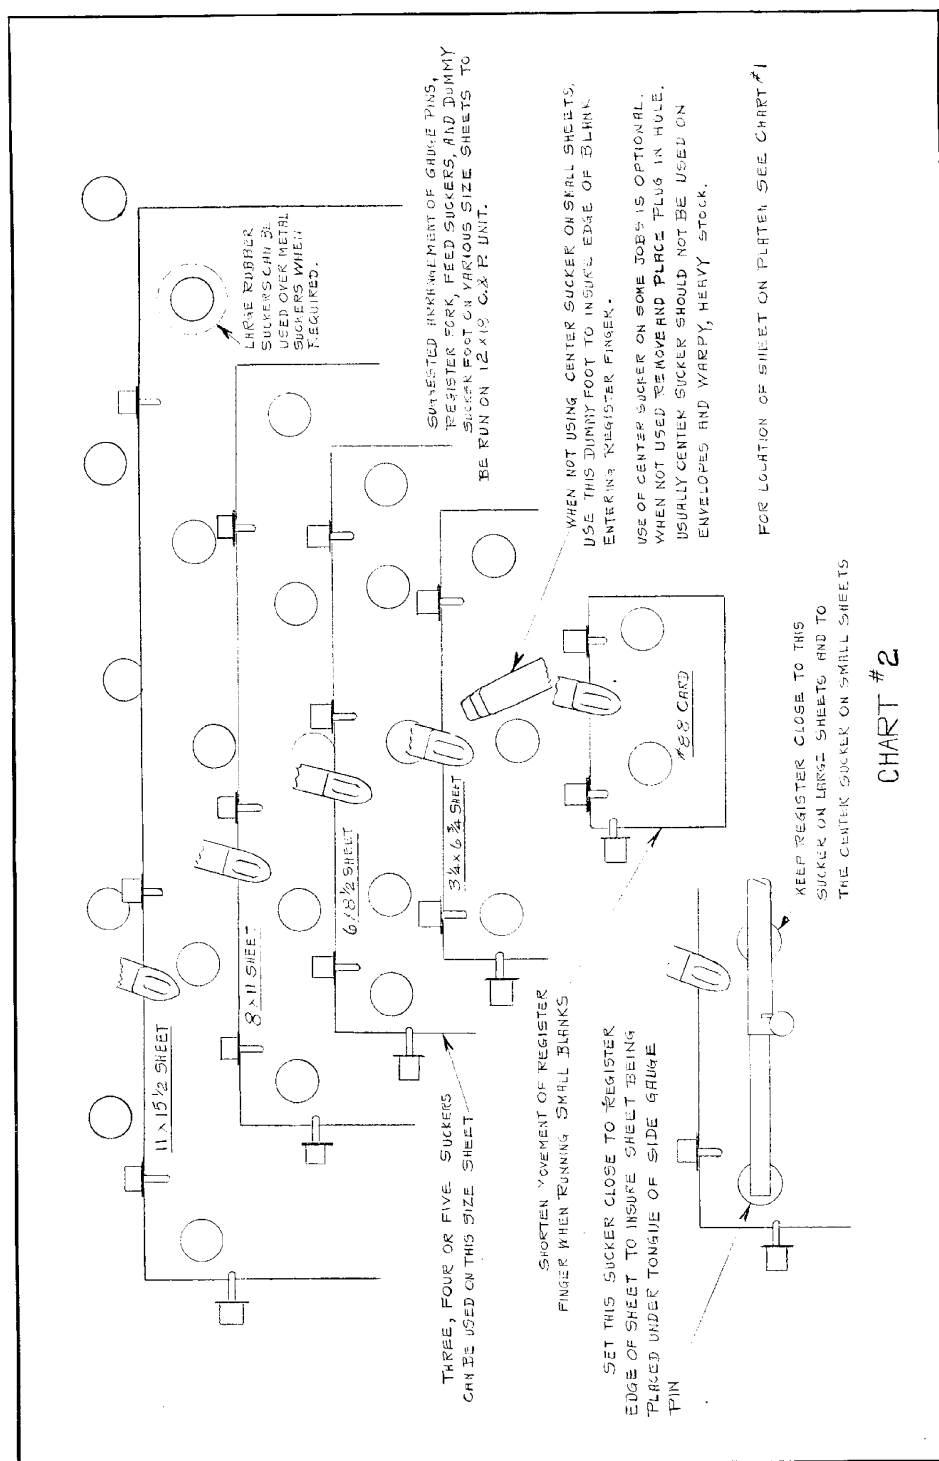 LARGE RUBBER
SUCKERS CAN BE
USED OVER METAL
SUCKERS WHEN
REQUIRED.
11 x 15 1/2 SHEET
SUGGESTED ARRANGEMENT OF GAUGE PINS,
REGISTER FORK, FEED SUCKERS, AND DUMMY
SUCKER FOOT ON VARIOUS SIZE SHEETS TO
BE RUN ON 12 x 18 C. & P. UNIT.
8 x 11 SHEET
6 x 8 1/2 SHEET
3 1/4 x 6 3/4 SHEET
WHEN NOT USING CENTER SUCKER ON SMALL SHEETS,
USE THIS DUMMY FOOT TO INSURE EDGE OF BLANK
ENTERING REGISTER FINGER.
USE OF CENTER SUCKER ON SOME JOBS IS OPTIONAL.
WHEN NOT USED REMOVE AND PLACE PLUG IN HOLE.
USUALLY CENTER SUCKER SHOULD NOT BE USED ON
ENVELOPES AND WARPY, HEAVY STOCK.
#88 CARD
FOR LOCATION OF SHEET ON PLATEN SEE CHART #1
THREE, FOUR OR FIVE SUCKERS
CAN BE USED ON THIS SIZE SHEET
SHORTEN MOVEMENT OF REGISTER
FINGER WHEN RUNNING SMALL BLANKS
SET THIS SUCKER CLOSE TO REGISTER
EDGE OF SHEET TO INSURE SHEET BEING
PLACED UNDER TONGUE OF SIDE GAUGE
PIN
KEEP REGISTER CLOSE TO THIS
SUCKER ON LARGE SHEETS AND TO
THE CENTER SUCKER ON SMALL SHEETS
CHART #2